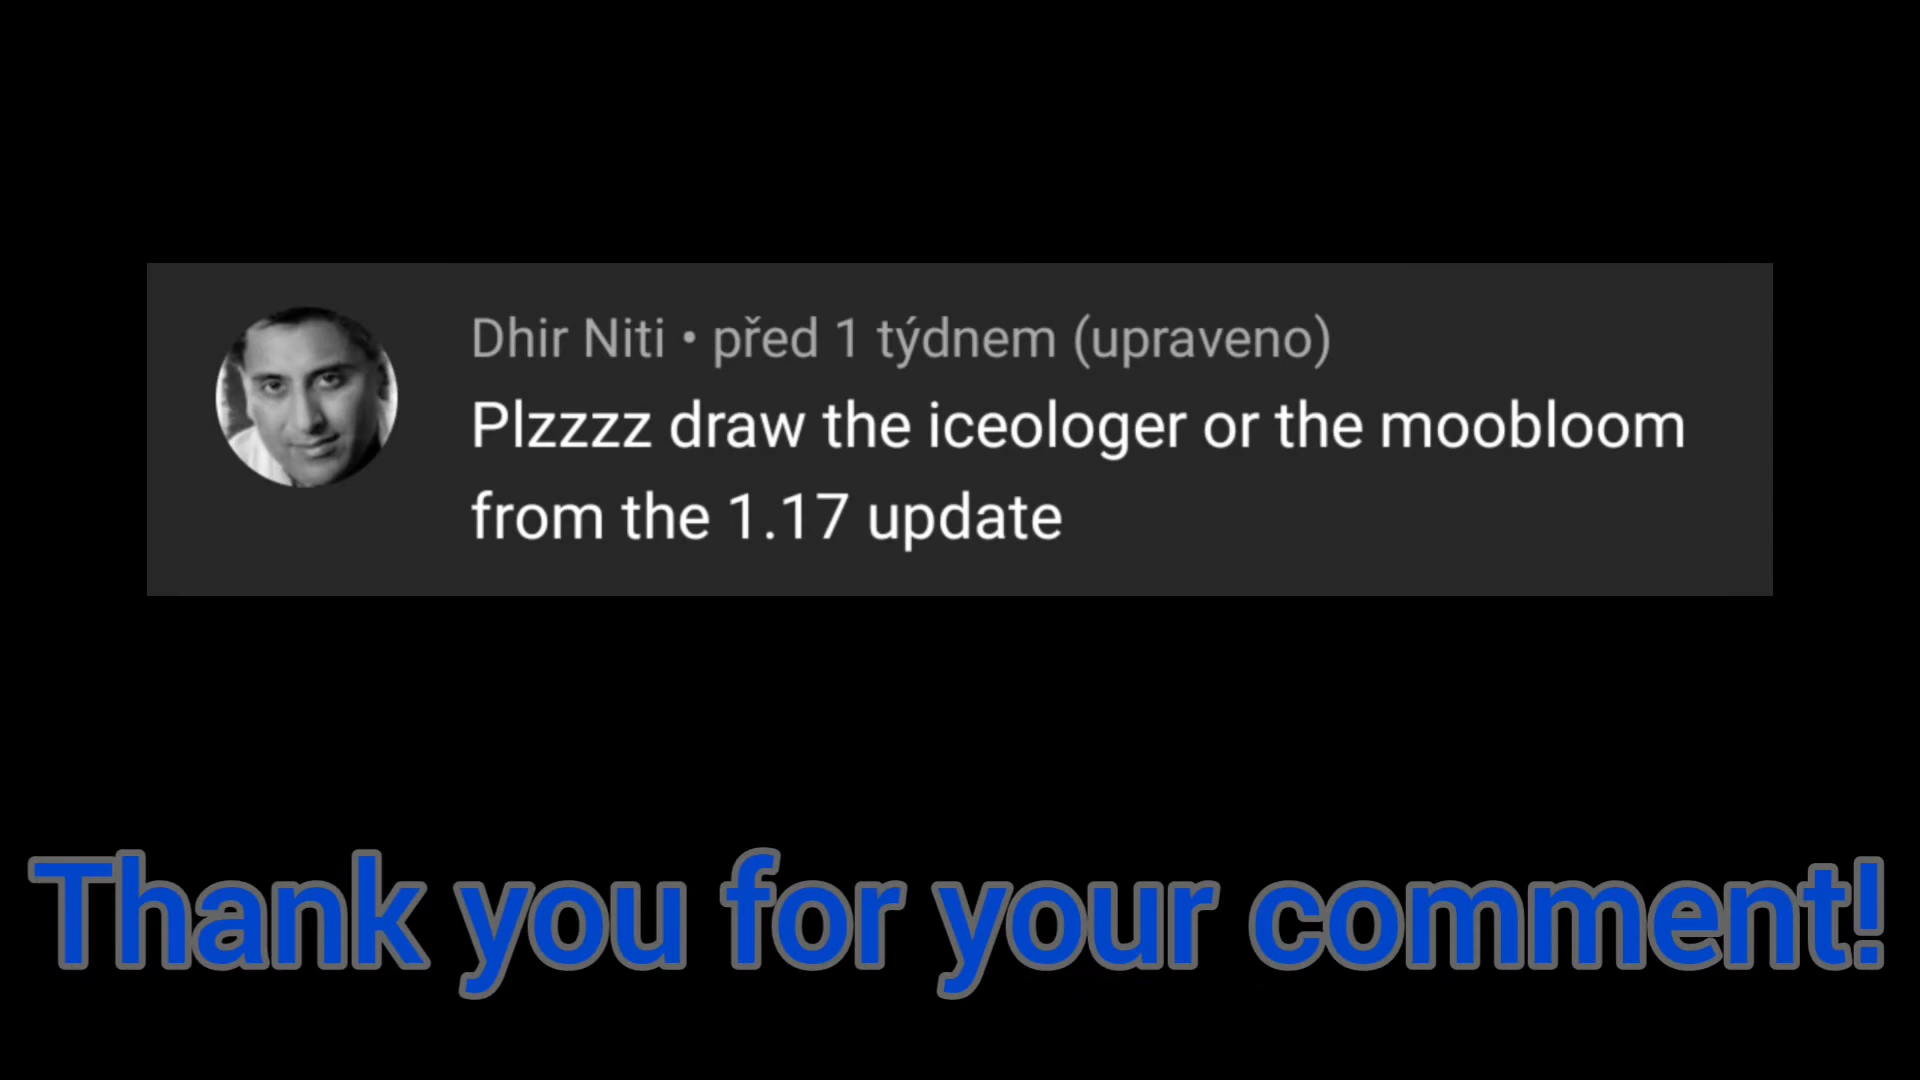 Dhir Niti • před 1 týdnem (upraveno)
Plzzzz draw the iceologer or the moobloom
from the 1.17 update
Thank you for your comment!